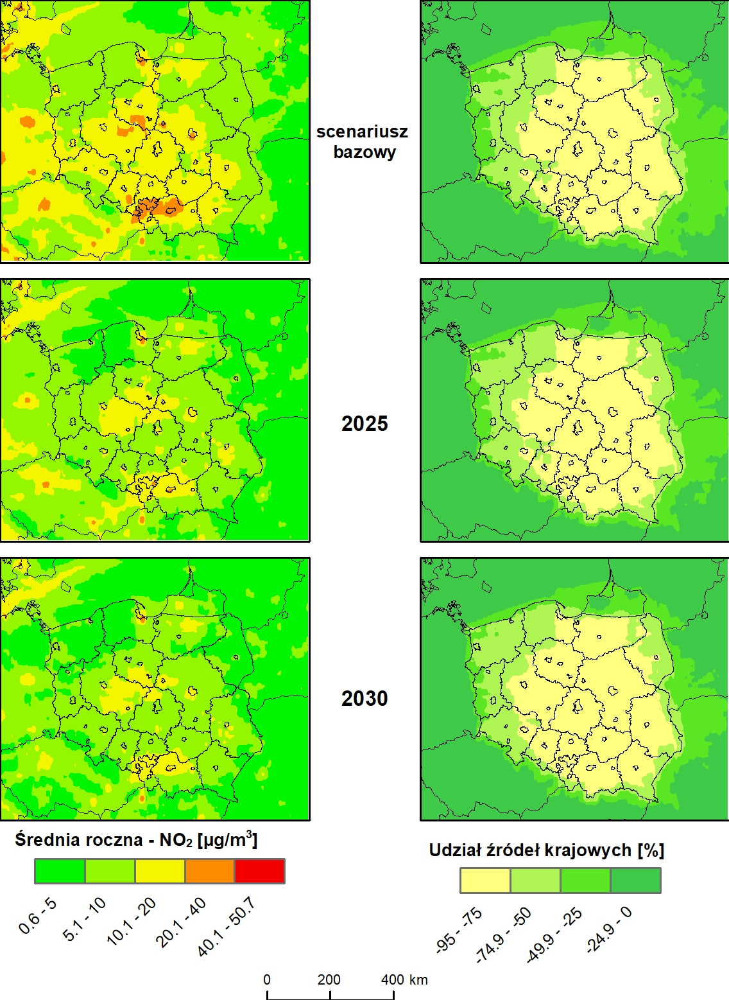 scenariusz
bazowy
2025
2030
Średnia roczna - NO₂ [µg/m³]
0.6 - 5
5.1 - 10
10.1 - 20
20.1 - 40
40.1 - 50.7
Udział źródeł krajowych [%]
-95 - -75
-74.9 - -50
-49.9 - -25
-24.9 - 0
0 200 400 km